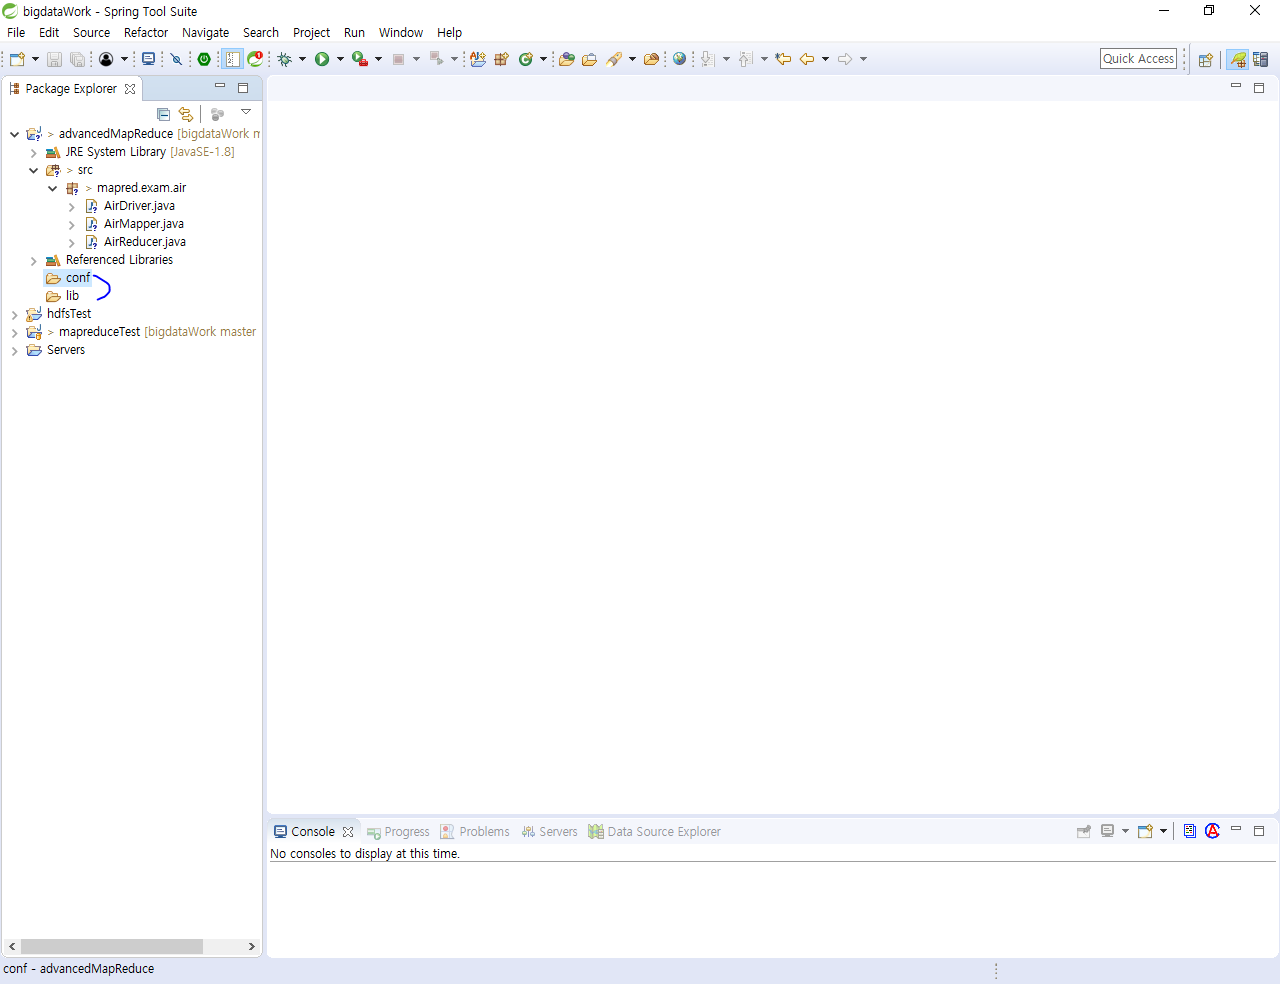 bigdataWork - Spring Tool Suite
File Edit Source Refactor Navigate Search Project Run Window Help
Quick Access
Package Explorer
> advancedMapReduce [bigdataWork m
JRE System Library [JavaSE-1.8]
> src
> mapred.exam.air
AirDriver.java
AirMapper.java
AirReducer.java
Referenced Libraries
conf
lib
hdfsTest
> mapreduceTest [bigdataWork master
Servers
Console Progress Problems Servers Data Source Explorer
No consoles to display at this time.
conf - advancedMapReduce